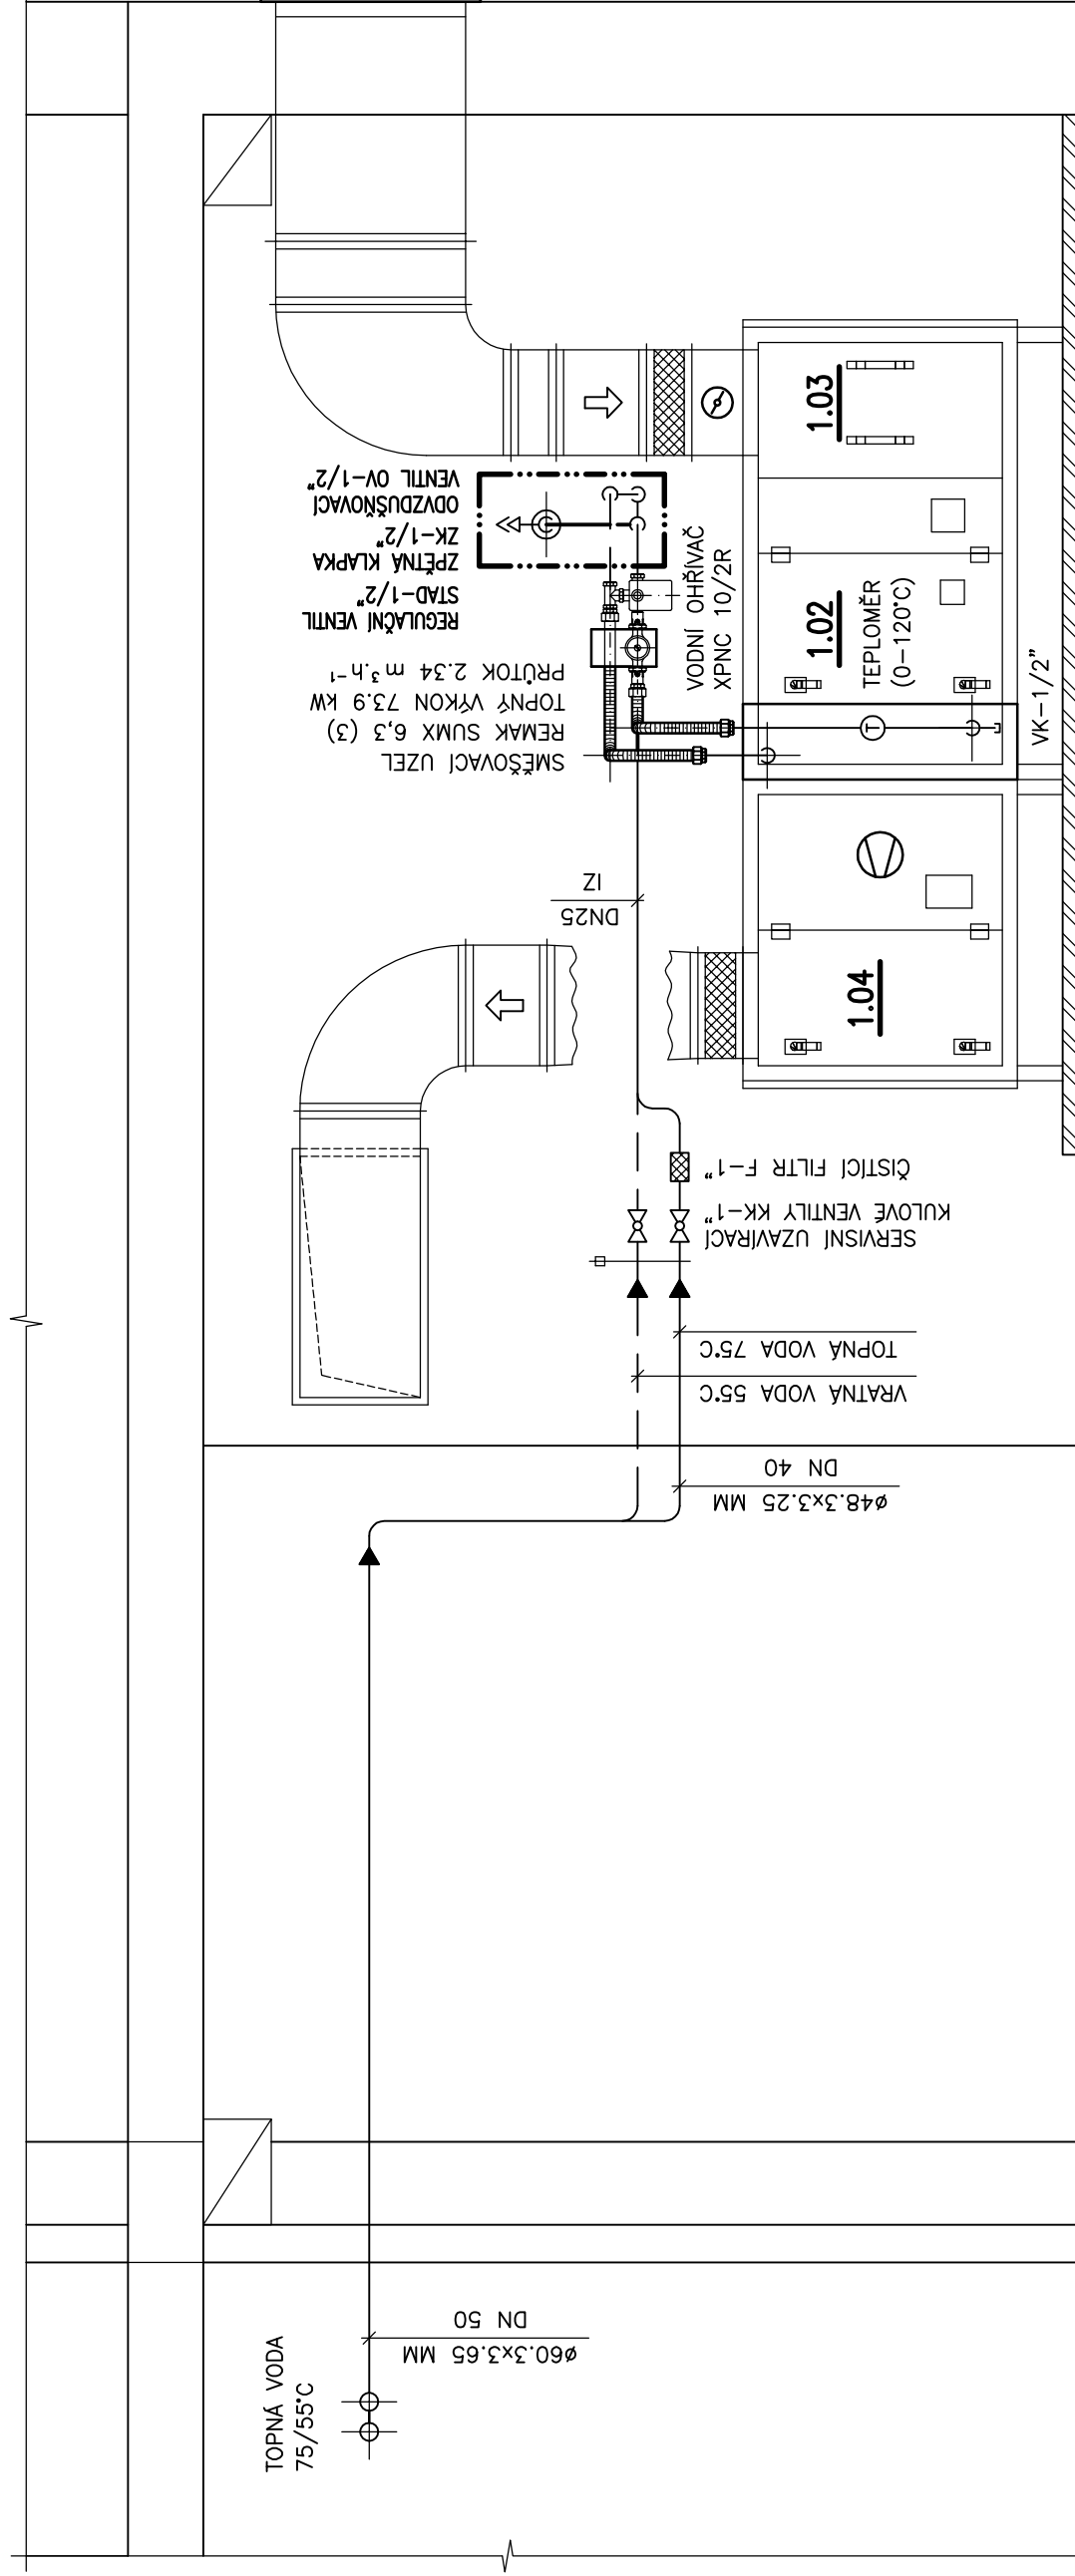 VENTIL OV-1/2"
ODVZDUŠŇOVACÍ
ZK-1/2"
ZPĚTNÁ KLAPKA
STAD-1/2"
REGULAČNÍ VENTIL
SMĚŠOVACÍ UZEL
REMAK SUMX 6,3 (3)
TOPNÝ VÝKON 73.9 kW
PRŮTOK 2.34 m³.h⁻¹
VODNÍ OHŘÍVAČ
XPNC 10/2R
1.03
1.02
TEPLOMĚR
(0-120°C)
VK-1/2"
DN25
IZ
1.04
ČISTÍCÍ FILTR F-1"
SERVISNÍ UZAVÍRACÍ
KULOVÉ VENTILY KK-1"
TOPNÁ VODA 75°C
VRATNÁ VODA 55°C
ø48.3x3.25 MM
DN 40
ø60.3x3.65 MM
DN 50
TOPNÁ VODA
75/55°C